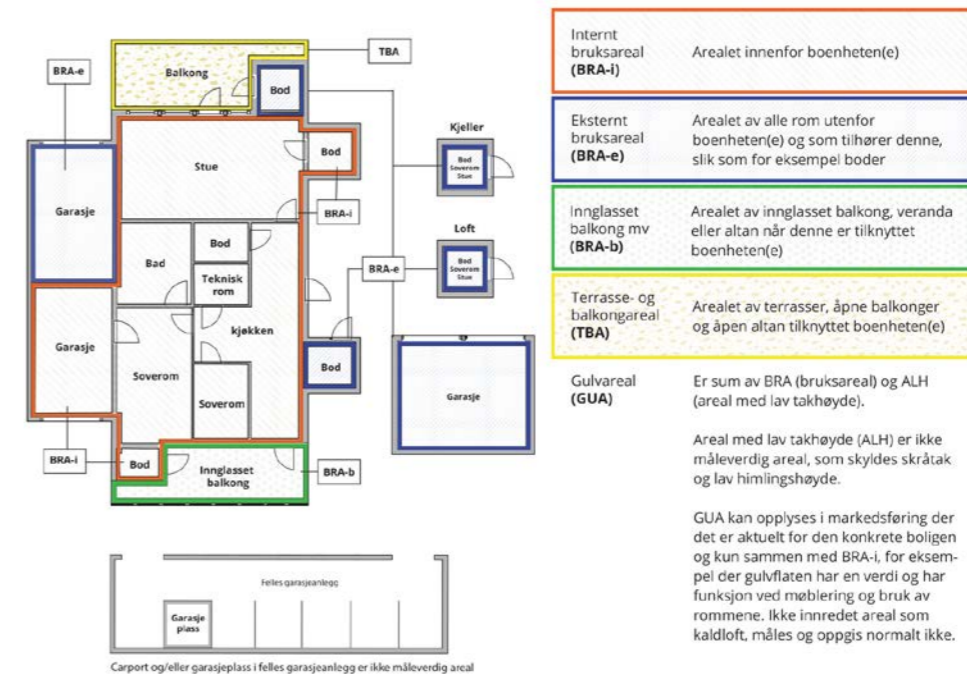 TBA
BRA-e
Balkong
Bod
Kjeller
Bod
Soverom
Stue
Stue
Bod
BRA-i
Garasje
Loft
Bod
Soverom
Stue
Bad
Bod
BRA-e
Teknisk
rom
kjøkken
Garasje
Soverom
Bod
Soverom
Garasje
BRA-i
Bod
Innglasset
balkong
BRA-b
Felles garasjeanlegg
Garasje
plass
Carport og/eller garasjeplass i felles garasjeanlegg er ikke måleverdig areal
Internt
bruksareal
(BRA-i)
Arealet innenfor boenheten(e)
Eksternt
bruksareal
(BRA-e)
Arealet av alle rom utenfor
boenheten(e) og som tilhører denne,
slik som for eksempel boder
Innglasset
balkong mv
(BRA-b)
Arealet av innglasset balkong, veranda
eller altan når denne er tilknyttet
boenheten(e)
Terrasse- og
balkongareal
(TBA)
Arealet av terrasser, åpne balkonger
og åpen altan tilknyttet boenheten(e)
Gulvareal
(GUA)
Er sum av BRA (bruksareal) og ALH
(areal med lav takhøyde).
Areal med lav takhøyde (ALH) er ikke
måleverdig areal, som skyldes skråtak
og lav himlingshøyde.
GUA kan opplyses i markedsføring der
det er aktuelt for den konkrete boligen
og kun sammen med BRA-i, for eksem-
pel der gulvflaten har en verdi og har
funksjon ved møblering og bruk av
rommene. Ikke innredet areal som
kaldloft, måles og oppgis normalt ikke.